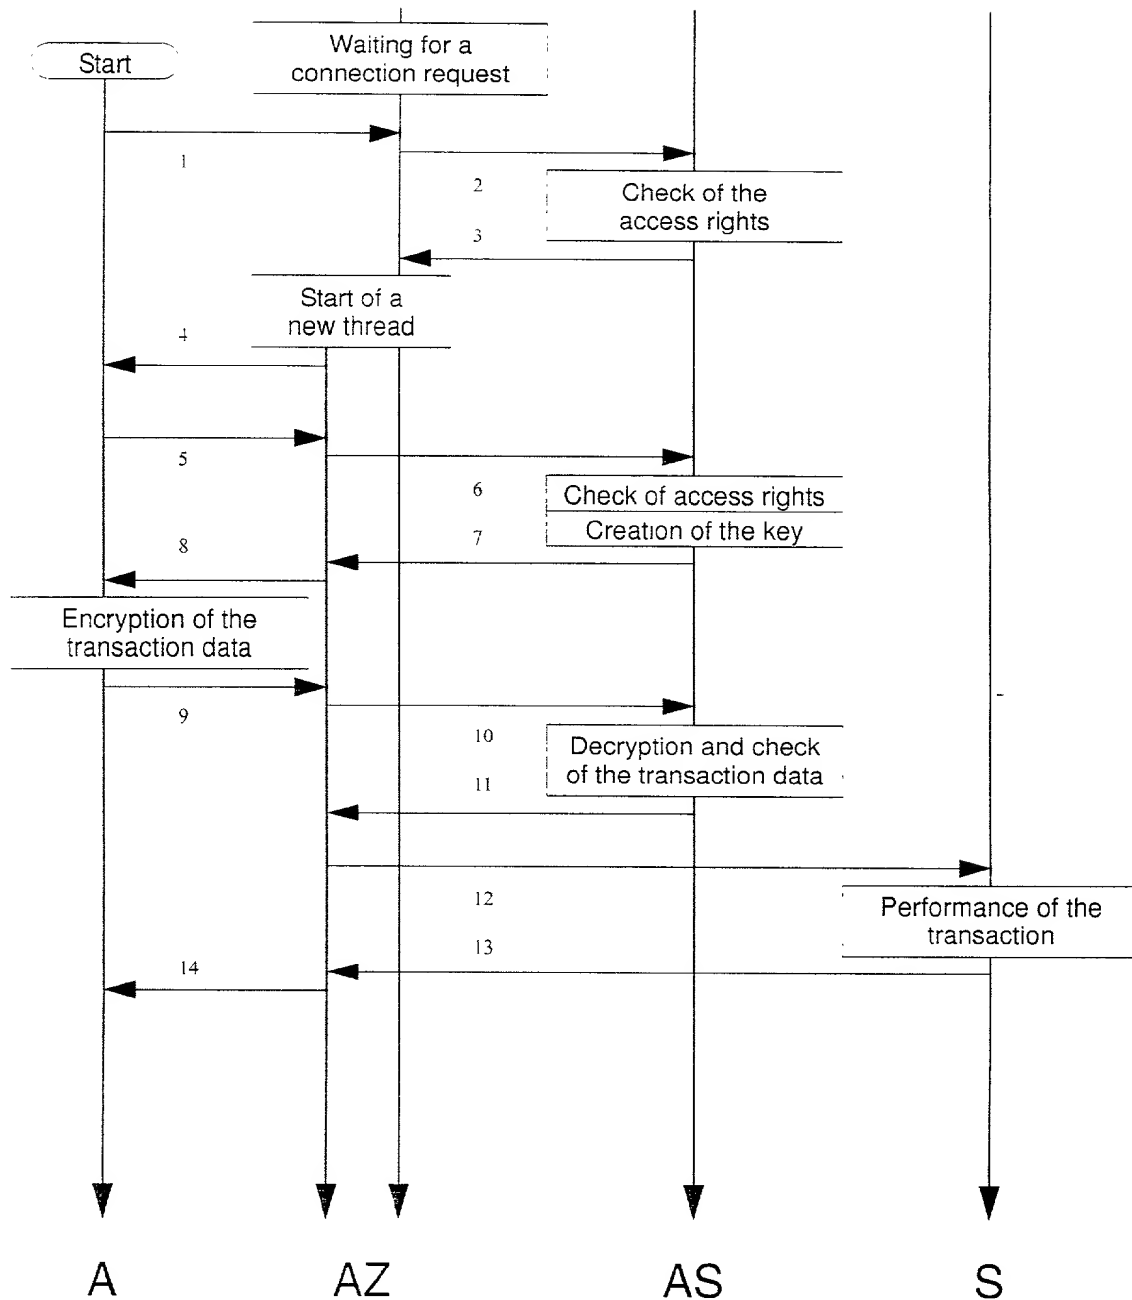 Waiting for a
connection request
Start
1
2
Check of the
access rights
3
Start of a
new thread
4
5
6
Check of access rights
Creation of the key
7
8
Encryption of the
transaction data
9
10
Decryption and check
of the transaction data
11
12
Performance of the
transaction
13
14
A
AZ
AS
S